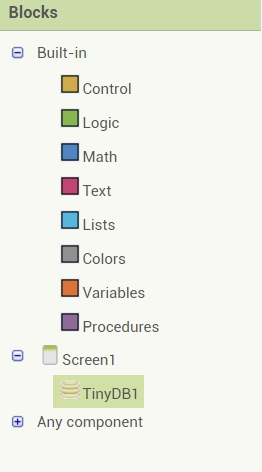 Blocks
Built-in
Control
Logic
Math
Text
Lists
Colors
Variables
Procedures
Screen1
TinyDB1
Any component